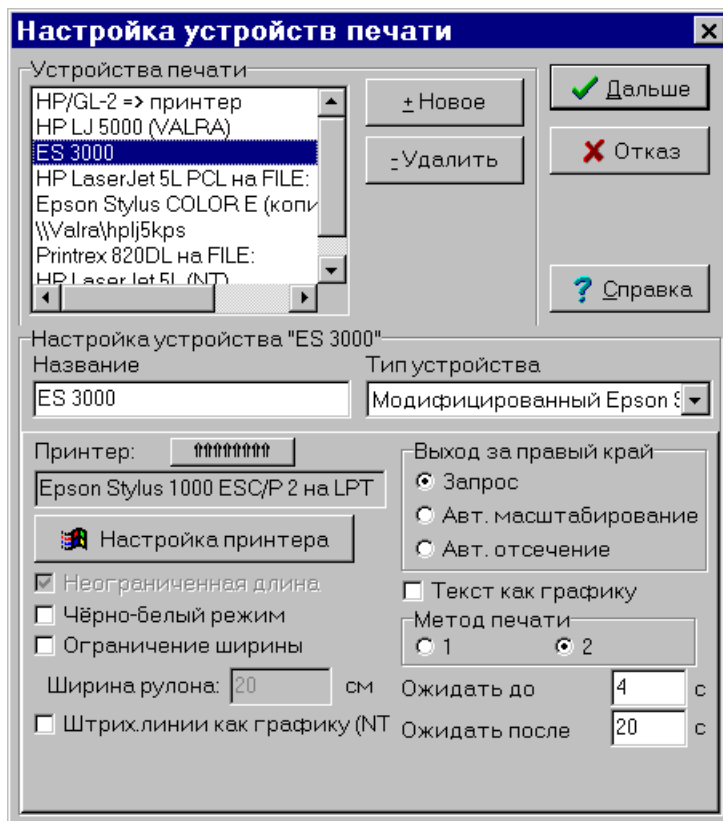 Настройка устройств печати
Устройства печати
HP/GL-2 => принтер
HP LJ 5000 (VALRA)
ES 3000
HP LaserJet 5L PCL на FILE:
Epson Stylus COLOR E (копи
\\Valra\hplj5kps
Printrex 820DL на FILE:
HP LaserJet 5L (NT)
+ Новое
- Удалить
Дальше
Отказ
? Справка
Настройка устройства "ES 3000"
Название
Тип устройства
ES 3000
Модифицированный Epson S
Принтер:
Epson Stylus 1000 ESC/P 2 на LPT
Настройка принтера
Неограниченная длина
Чёрно-белый режим
Ограничение ширины
Ширина рулона: 20 см
Штрих.линии как графику (NT
Выход за правый край
Запрос
Авт. масштабирование
Авт. отсечение
Текст как графику
Метод печати
1 2
Ожидать до 4 с
Ожидать после 20 с